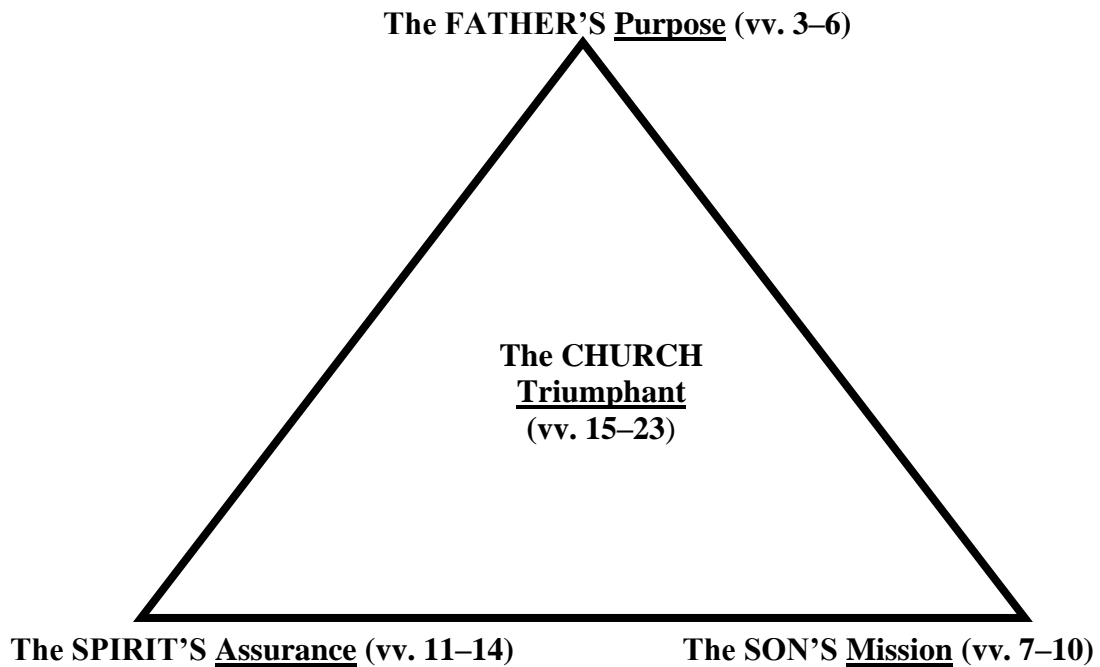 The FATHER’S Purpose (vv. 3–6)
The CHURCH
Triumphant
(vv. 15–23)
The SPIRIT’S Assurance (vv. 11–14)
The SON’S Mission (vv. 7–10)